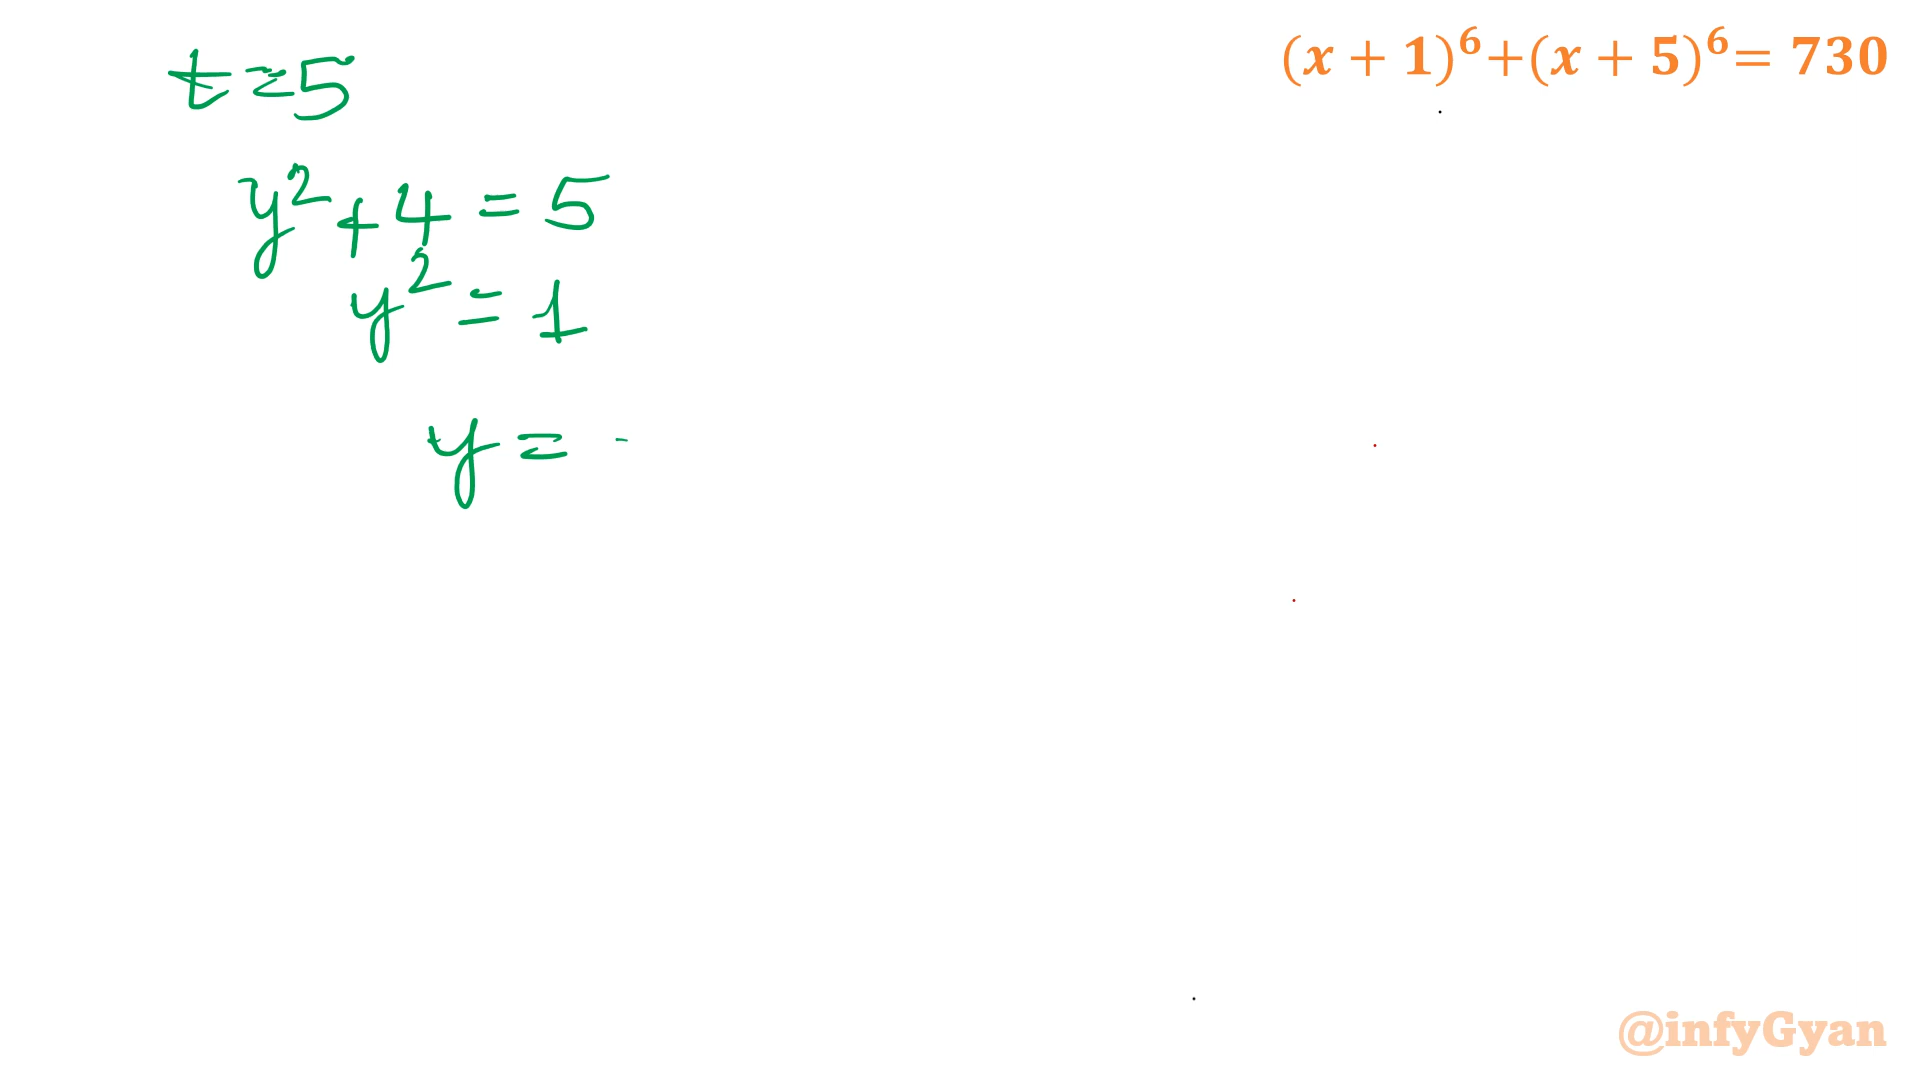 (x + 1)⁶+(x + 5)⁶= 730
t=5
y²+4=5
y²=1
y= -
@infyGyan